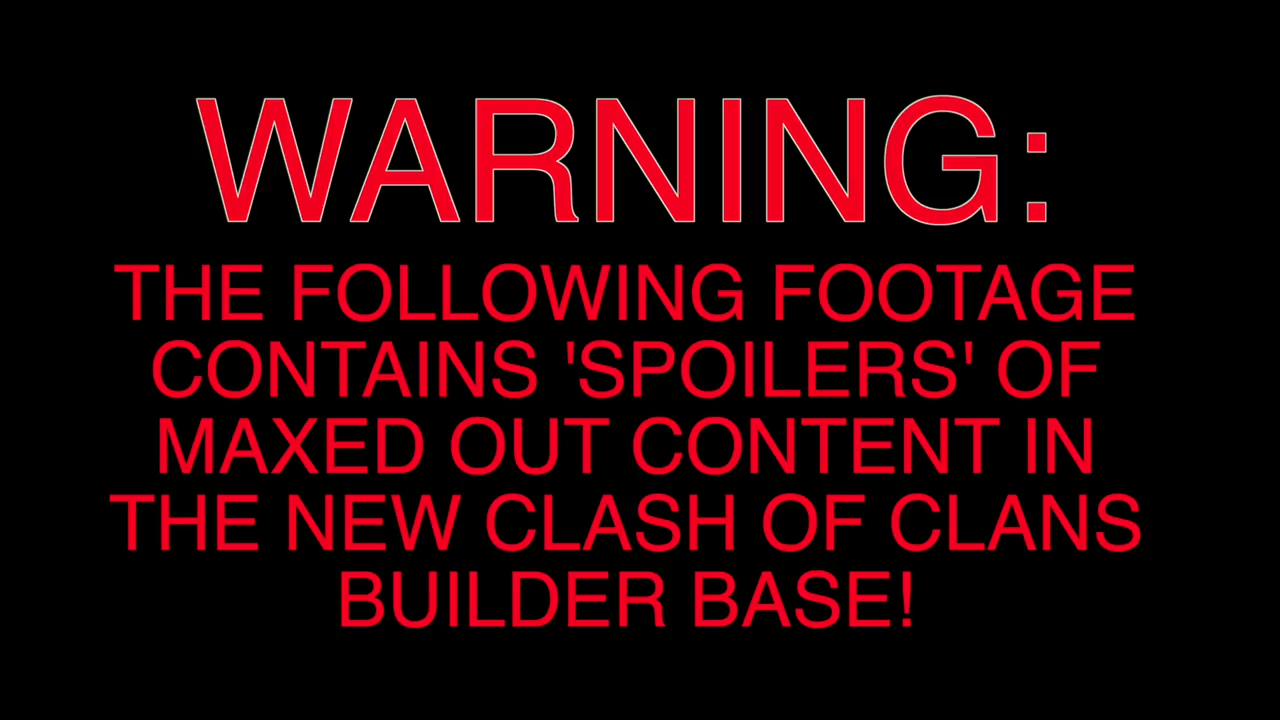 WARNING:
THE FOLLOWING FOOTAGE
CONTAINS 'SPOILERS' OF
MAXED OUT CONTENT IN
THE NEW CLASH OF CLANS
BUILDER BASE!